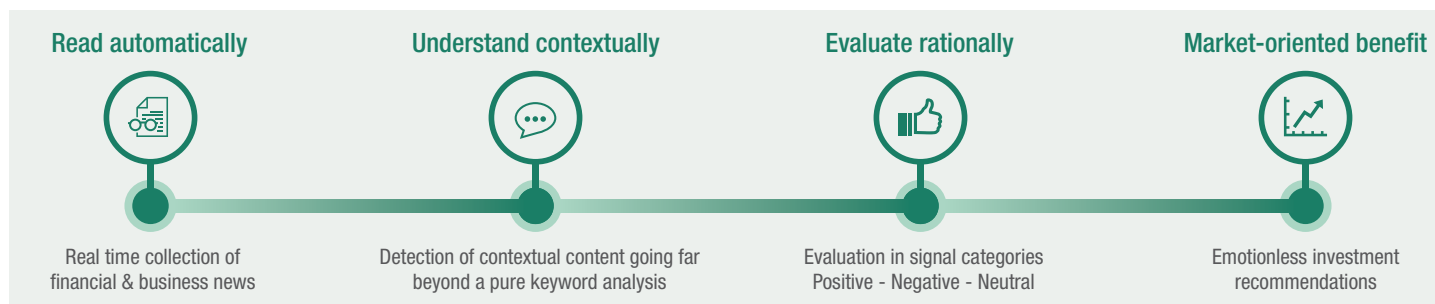 Read automatically
Understand contextually
Evaluate rationally
Market-oriented benefit
Real time collection of
financial & business news
Detection of contextual content going far
beyond a pure keyword analysis
Evaluation in signal categories
Positive - Negative - Neutral
Emotionless investment
recommendations